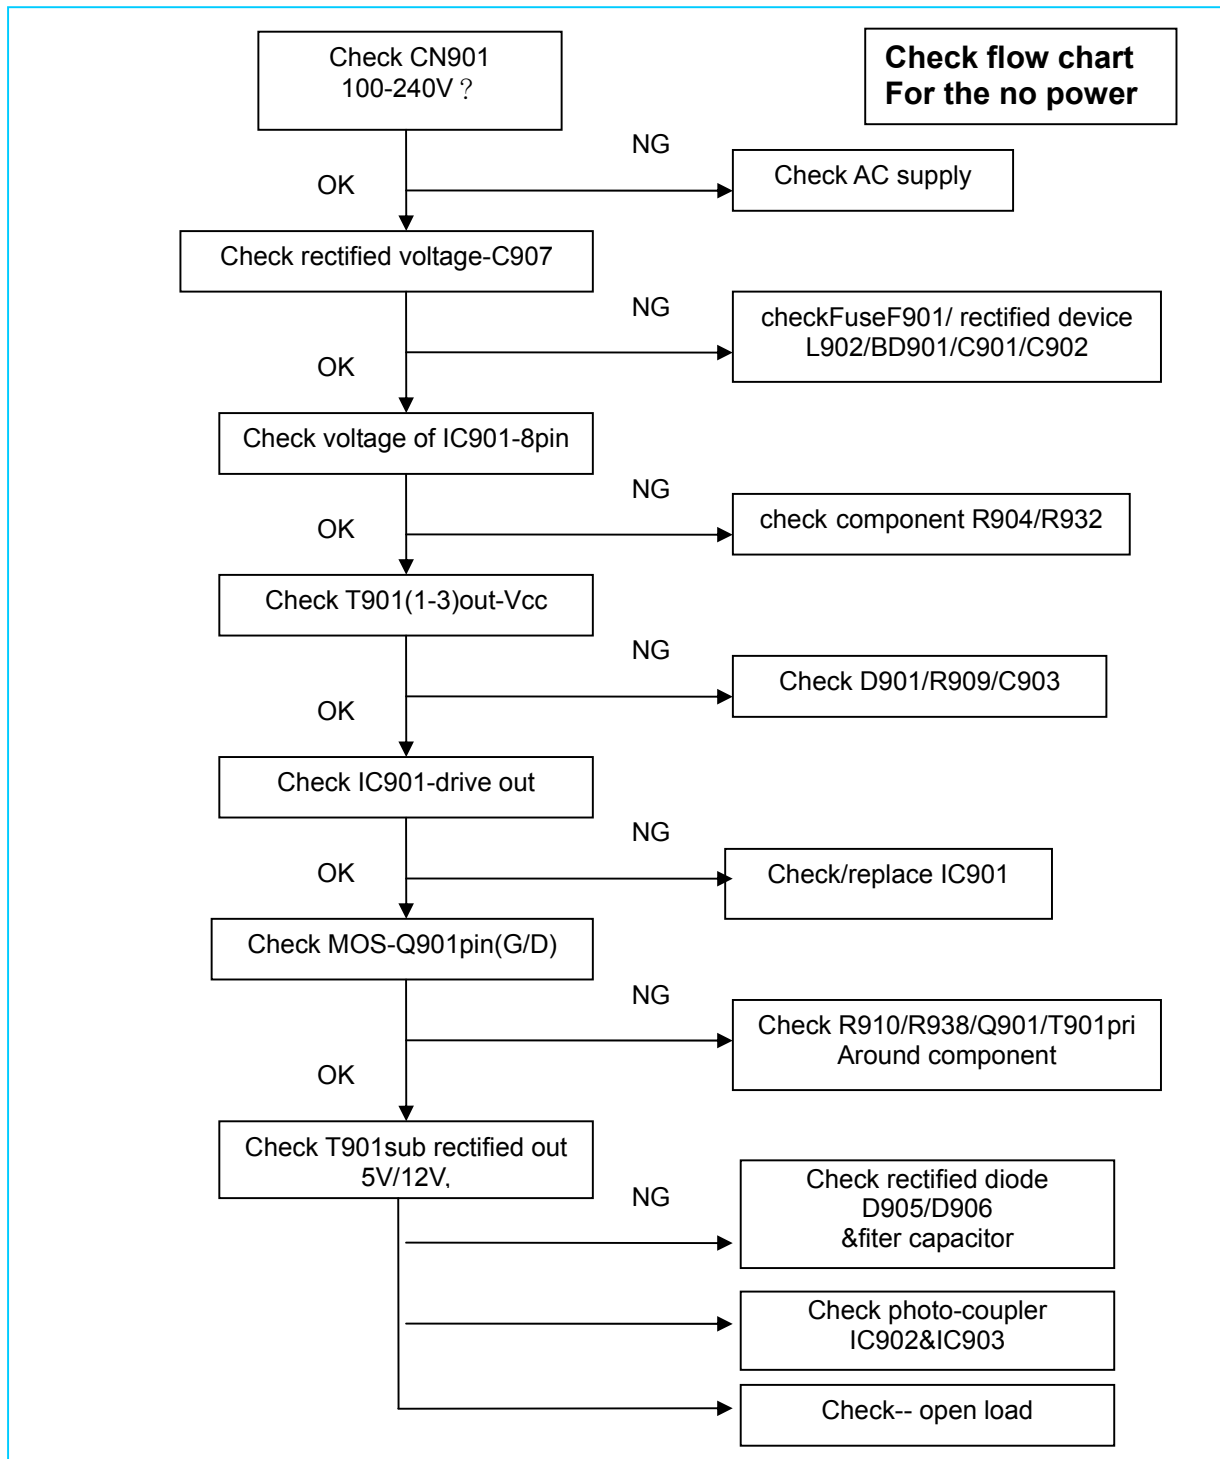 Check CN901
100-240V？
Check flow chart
For the no power
NG
OK
Check AC supply
Check rectified voltage-C907
NG
OK
checkFuseF901/ rectified device
L902/BD901/C901/C902
Check voltage of IC901-8pin
NG
OK
check component R904/R932
Check T901(1-3)out-Vcc
NG
OK
Check D901/R909/C903
Check IC901-drive out
NG
OK
Check/replace IC901
Check MOS-Q901pin(G/D)
NG
OK
Check R910/R938/Q901/T901pri
Around component
Check T901sub rectified out
5V/12V,
NG
Check rectified diode
D905/D906
&fiter capacitor
Check photo-coupler
IC902&IC903
Check-- open load